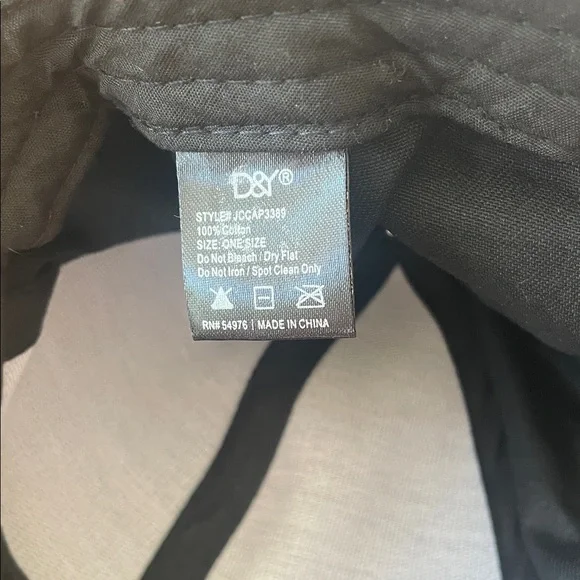 D&Y®
STYLE# JCCAP3389
100% Cotton
SIZE: ONE SIZE
Do Not Bleach / Dry Flat
Do Not Iron / Spot Clean Only
RN# 54976 | MADE IN CHINA